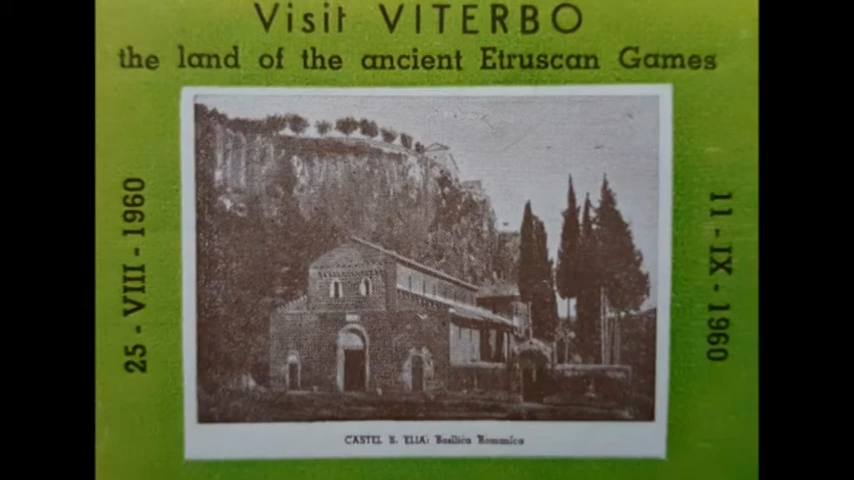 Visit VITERBO
the land of the ancient Etruscan Games
25 - VIII - 1960
11 - IX - 1960
CASTEL S. ELIA: Basilica Romanica